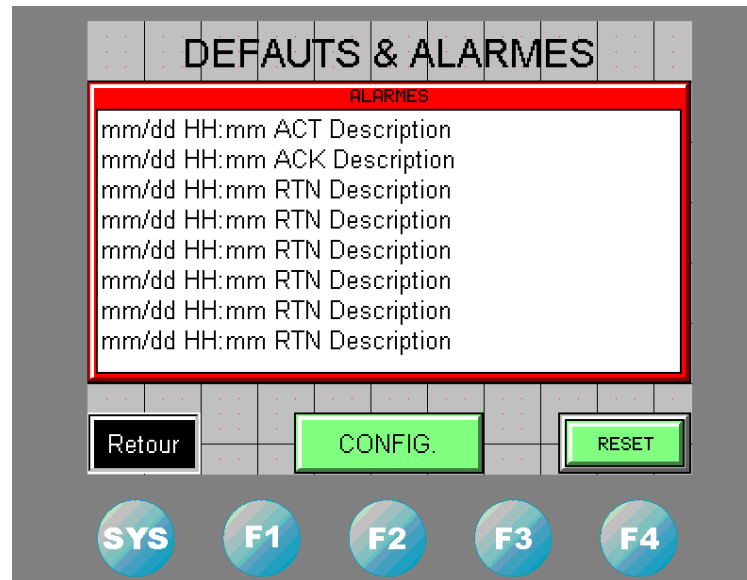 DEFAUTS & ALARMES
ALARMES
mm/dd HH:mm ACT Description
mm/dd HH:mm ACK Description
mm/dd HH:mm RTN Description
mm/dd HH:mm RTN Description
mm/dd HH:mm RTN Description
mm/dd HH:mm RTN Description
mm/dd HH:mm RTN Description
mm/dd HH:mm RTN Description
Retour CONFIG. RESET
SYS F1 F2 F3 F4